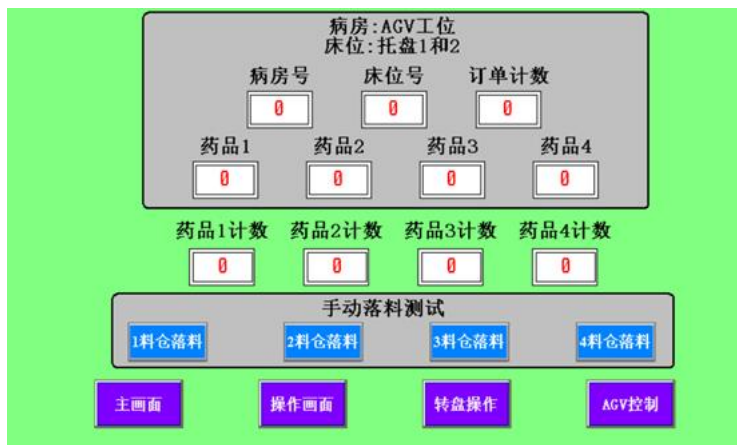 病房:AGV工位
床位:托盘1和2
病房号 床位号 订单计数
0 0 0
药品1 药品2 药品3 药品4
0 0 0 0
药品1计数 药品2计数 药品3计数 药品4计数
0 0 0 0
手动落料测试
1料仓落料 2料仓落料 3料仓落料 4料仓落料
主画面 操作画面 转盘操作 AGV控制